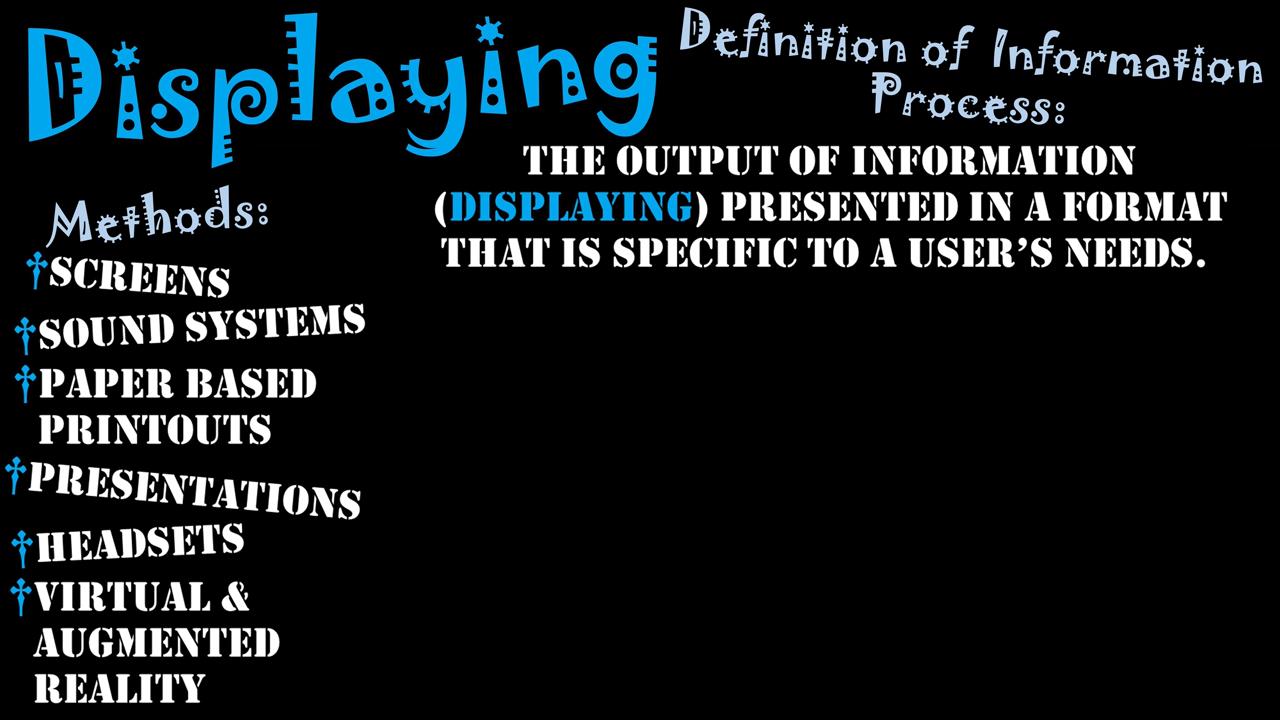 Displaying
Definition of Information
Process:
THE OUTPUT OF INFORMATION
(DISPLAYING) PRESENTED IN A FORMAT
THAT IS SPECIFIC TO A USER’S NEEDS.
Methods:
†SCREENS
†SOUND SYSTEMS
†PAPER BASED
PRINTOUTS
†PRESENTATIONS
†HEADSETS
†VIRTUAL &
AUGMENTED
REALITY